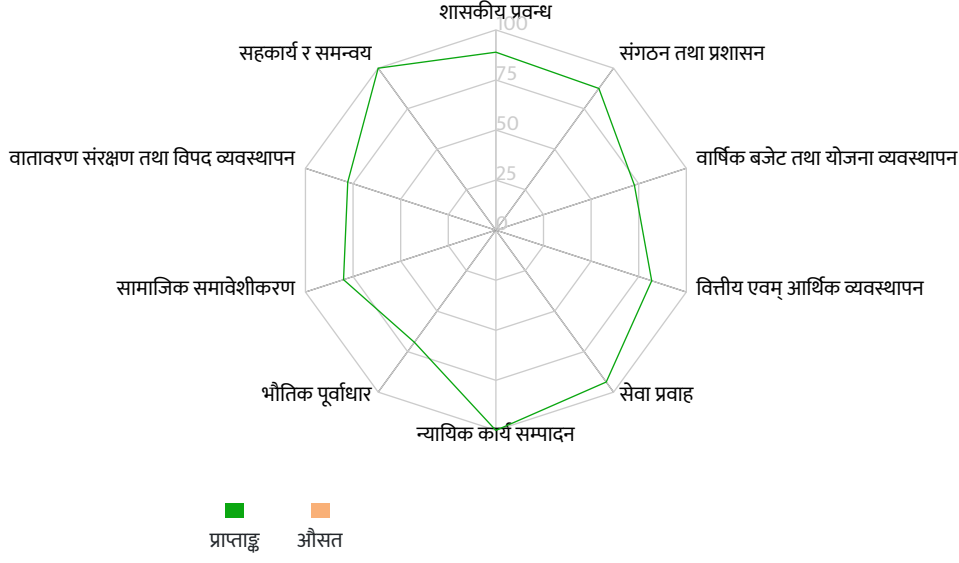 शासकीय प्रवन्ध
100
सहकार्य र समन्वय
संगठन तथा प्रशासन
75
50
वातावरण संरक्षण तथा विपद व्यवस्थापन
वार्षिक बजेट तथा योजना व्यवस्थापन
25
0
सामाजिक समावेशीकरण
वित्तीय एवम् आर्थिक व्यवस्थापन
भौतिक पूर्वाधार
सेवा प्रवाह
न्यायिक कार्य सम्पादन
प्राप्ताङ्क
औसत